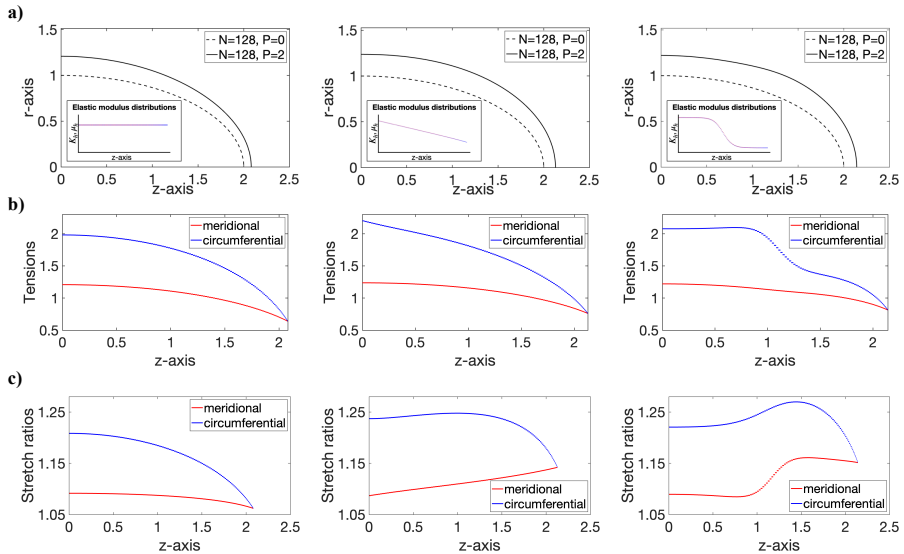 a)
N=128, P=0
N=128, P=2
Elastic modulus distributions
K_h, μ_h
z-axis
r-axis
0
0.5
1
1.5
0
0.5
1
1.5
2
2.5
z-axis
N=128, P=0
N=128, P=2
Elastic modulus distributions
z-axis
r-axis
0
0.5
1
1.5
0
0.5
1
1.5
2
2.5
z-axis
N=128, P=0
N=128, P=2
Elastic modulus distributions
z-axis
r-axis
0
0.5
1
1.5
0
0.5
1
1.5
2
2.5
z-axis
b)
meridional
circumferential
Tensions
0.5
1
1.5
2
0
0.5
1
1.5
2
z-axis
meridional
circumferential
Tensions
0.5
1
1.5
2
0
0.5
1
1.5
2
z-axis
meridional
circumferential
Tensions
0.5
1
1.5
2
0
0.5
1
1.5
2
z-axis
c)
meridional
circumferential
Stretch ratios
1.05
1.15
1.25
0
0.5
1
1.5
2
2.5
z-axis
meridional
circumferential
Stretch ratios
1.05
1.15
1.25
0
0.5
1
1.5
2
2.5
z-axis
meridional
circumferential
Stretch ratios
1.05
1.15
1.25
0
0.5
1
1.5
2
2.5
z-axis